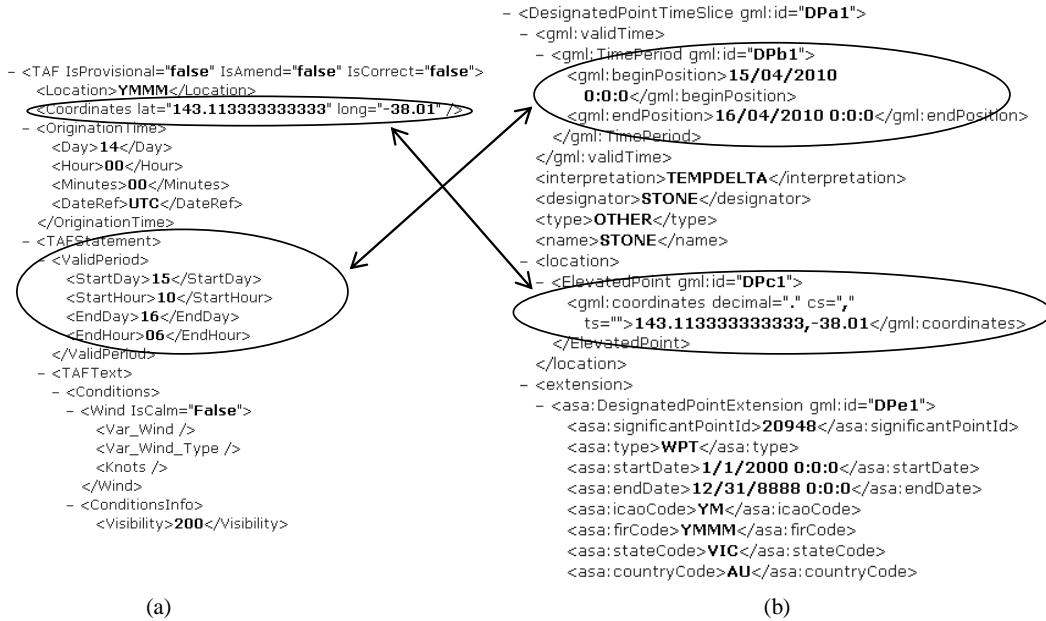 – <TAF IsProvisional="false" IsAmend="false" IsCorrect="false">
<Location>YMMM</Location>
<Coordinates lat="143.113333333333" long="-38.01" />
– <OriginationTime>
<Day>14</Day>
<Hour>00</Hour>
<Minutes>00</Minutes>
<DateRef>UTC</DateRef>
</OriginationTime>
– <TAFStatement>
– <ValidPeriod>
<StartDay>15</StartDay>
<StartHour>10</StartHour>
<EndDay>16</EndDay>
<EndHour>06</EndHour>
</ValidPeriod>
– <TAFText>
– <Conditions>
– <Wind IsCalm="False">
<Var_Wind />
<Var_Wind_Type />
<Knots />
</Wind>
– <ConditionsInfo>
<Visibility>200</Visibility>
(a)
– <DesignatedPointTimeSlice gml:id="DPa1">
– <gml:validTime>
– <gml:TimePeriod gml:id="DPb1">
<gml:beginPosition>15/04/2010
0:0:0</gml:beginPosition>
<gml:endPosition>16/04/2010 0:0:0</gml:endPosition>
</gml:TimePeriod>
</gml:validTime>
<interpretation>TEMPDELTA</interpretation>
<designator>STONE</designator>
<type>OTHER</type>
<name>STONE</name>
– <location>
– <ElevatedPoint gml:id="DPc1">
<gml:coordinates decimal="." cs=","
ts="">143.113333333333,-38.01</gml:coordinates>
</ElevatedPoint>
</location>
– <extension>
– <asa:DesignatedPointExtension gml:id="DPe1">
<asa:significantPointId>20948</asa:significantPointId>
<asa:type>WPT</asa:type>
<asa:startDate>1/1/2000 0:0:0</asa:startDate>
<asa:endDate>12/31/8888 0:0:0</asa:endDate>
<asa:icaoCode>YM</asa:icaoCode>
<asa:firCode>YMMM</asa:firCode>
<asa:stateCode>VIC</asa:stateCode>
<asa:countryCode>AU</asa:countryCode>
(b)